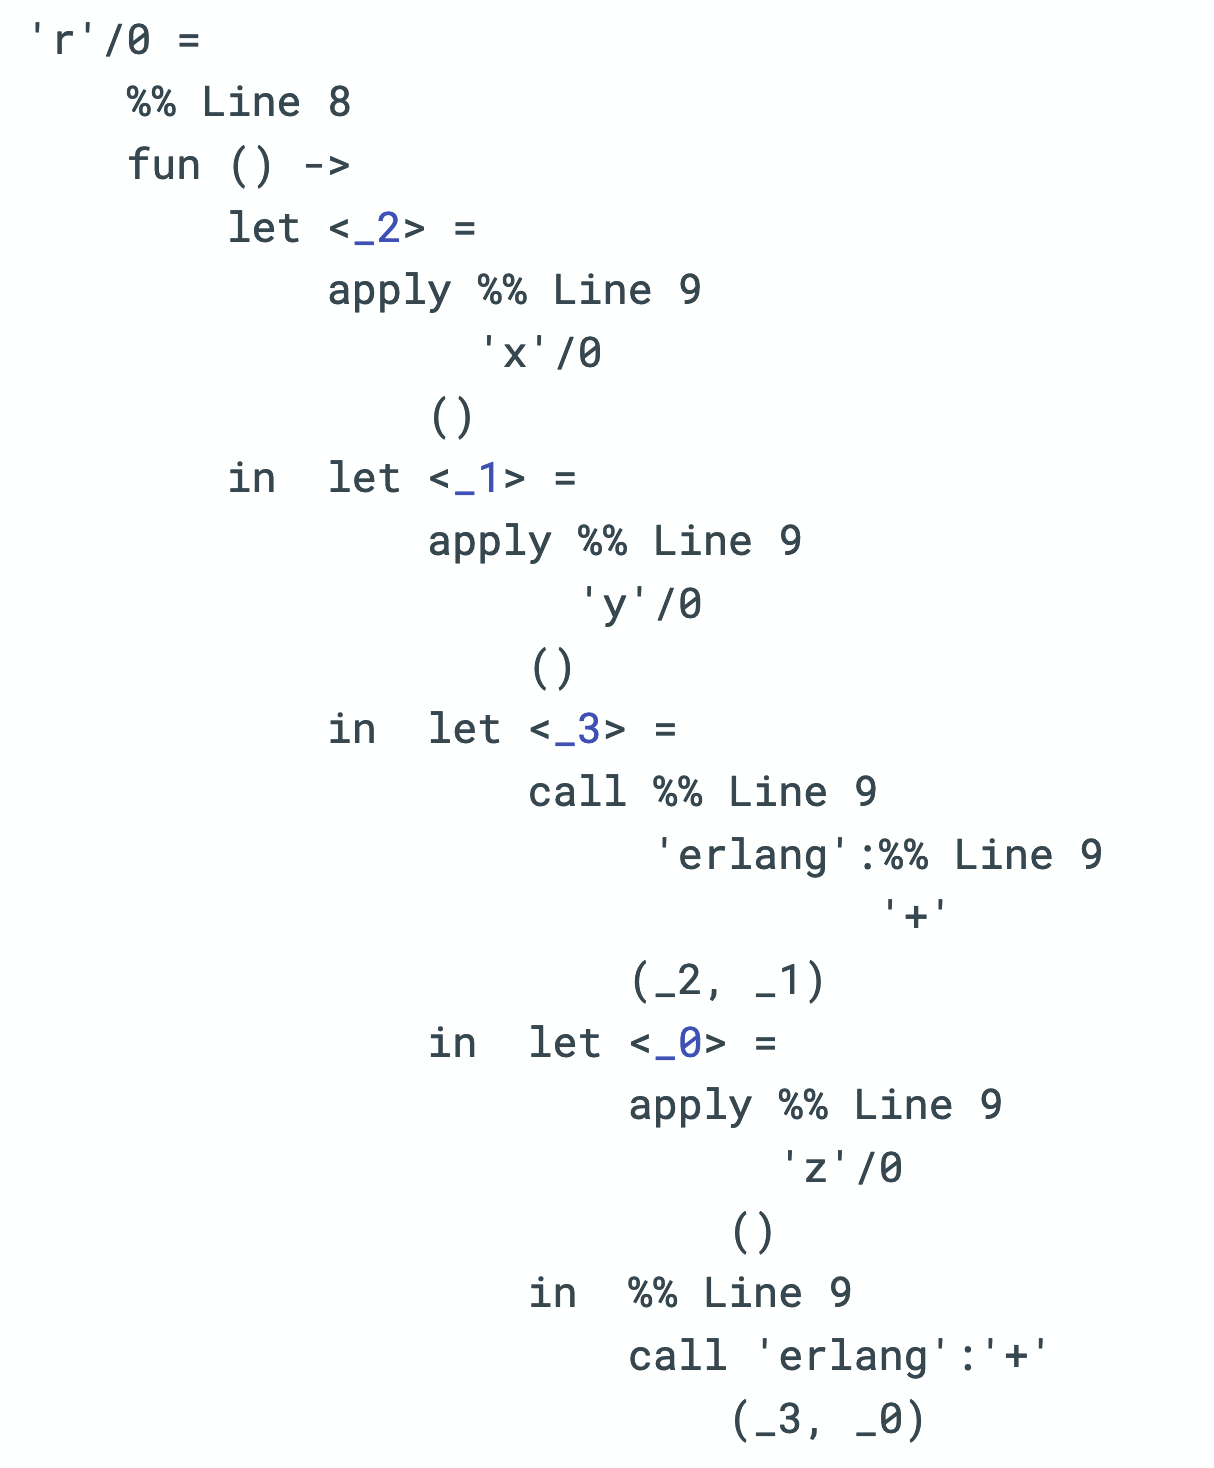 'r'/0 =
    %% Line 8
    fun () ->
        let <_2> =
            apply %% Line 9
                  'x'/0
                ()
        in  let <_1> =
                apply %% Line 9
                      'y'/0
                    ()
            in  let <_3> =
                    call %% Line 9
                         'erlang':%% Line 9
                                  '+'
                        (_2, _1)
                in  let <_0> =
                        apply %% Line 9
                              'z'/0
                            ()
                    in  %% Line 9
                        call 'erlang':'+'
                            (_3, _0)